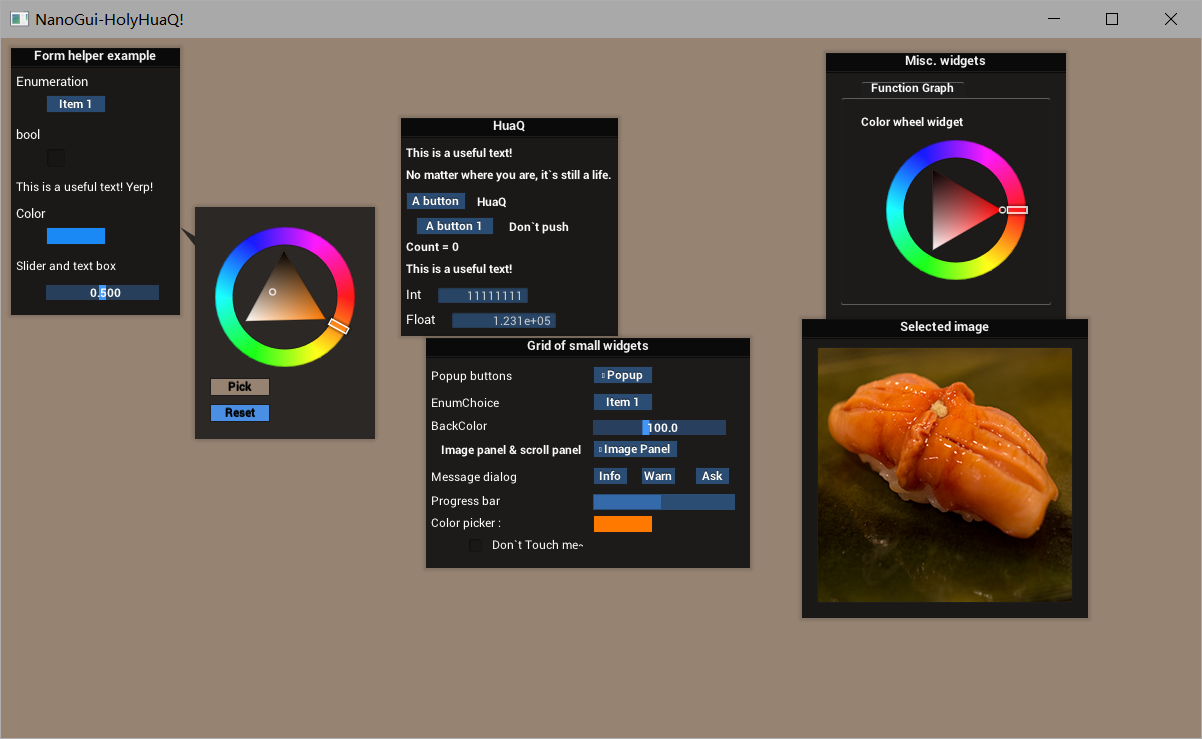 NanoGui-HolyHuaQ!
Form helper example
Enumeration
Item 1
bool
This is a useful text! Yerp!
Color
Slider and text box
0.500
Pick
Reset
HuaQ
This is a useful text!
No matter where you are, it`s still a life.
A button HuaQ
A button 1 Don`t push
Count = 0
This is a useful text!
Int 11111111
Float 1.231e+05
Grid of small widgets
Popup buttons Popup
EnumChoice Item 1
BackColor 100.0
Image panel & scroll panel Image Panel
Message dialog Info Warn Ask
Progress bar
Color picker :
Don`t Touch me~
Misc. widgets
Function Graph
Color wheel widget
Selected image